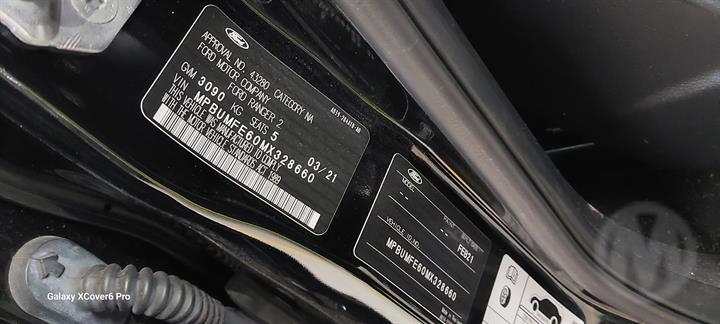 Ford
APPROVAL NO. 43280 CATEGORY NA
FORD MOTOR COMPANY
FORD RANGER 2
GVM 3090 KG SEATS 5 03/21
VIN MPBUMFE60MX328660
THIS VEHICLE WAS MANUFACTURED TO COMPLY
WITH THE MOTOR VEHICLE STANDARDS ACT 1989
Ford
MODEL
--
--
FEB21
VEHICLE ID NO.
MPBUMFE60MX328660
Galaxy XCover6 Pro
M